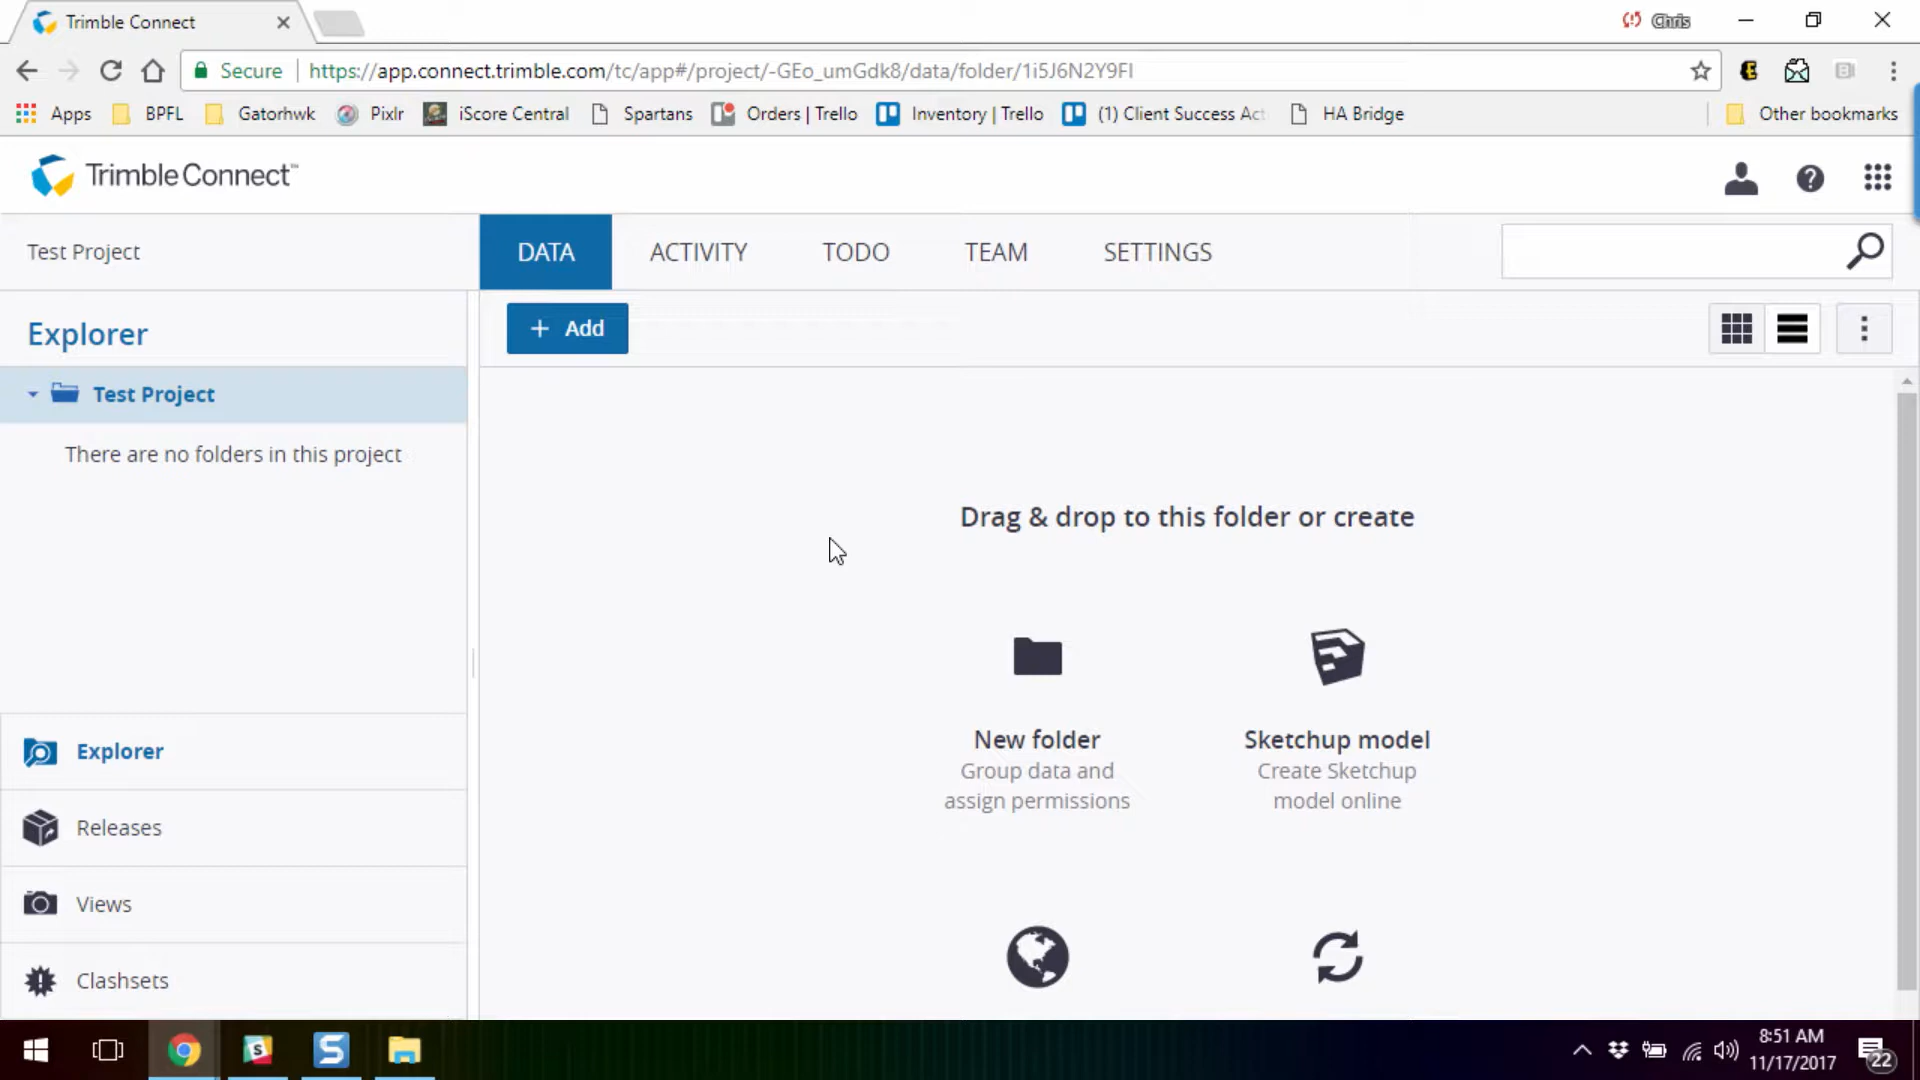 Trimble Connect
Chris
Secure https://app.connect.trimble.com/tc/app#/project/-GEo_umGdk8/data/folder/1i5J6N2Y9FI
Apps BPFL Gatorhwk Pixlr iScore Central Spartans Orders | Trello Inventory | Trello (1) Client Success Act HA Bridge Other bookmarks
Trimble Connect™
Test Project DATA ACTIVITY TODO TEAM SETTINGS
Explorer + Add
Test Project
There are no folders in this project
Drag & drop to this folder or create
New folder
Group data and
assign permissions
Sketchup model
Create Sketchup
model online
Explorer
Releases
Views
Clashsets
8:51 AM
11/17/2017
22